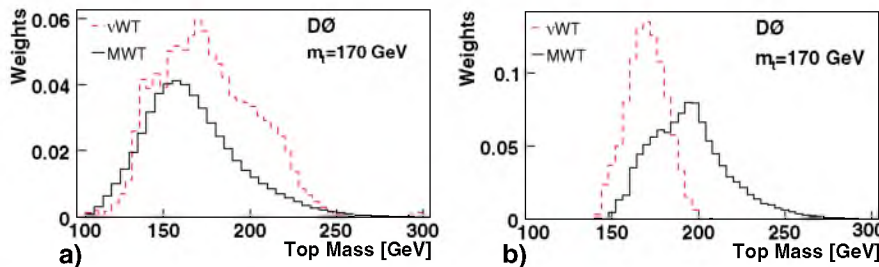 0.06
νWT
DØ
MWT
mt=170 GeV
Weights
0.04
0.02
0
100 150 200 250 300
a) Top Mass [GeV]
νWT
DØ
MWT
mt=170 GeV
Weights
0.1
0.05
0
100 150 200 250 300
b) Top Mass [GeV]